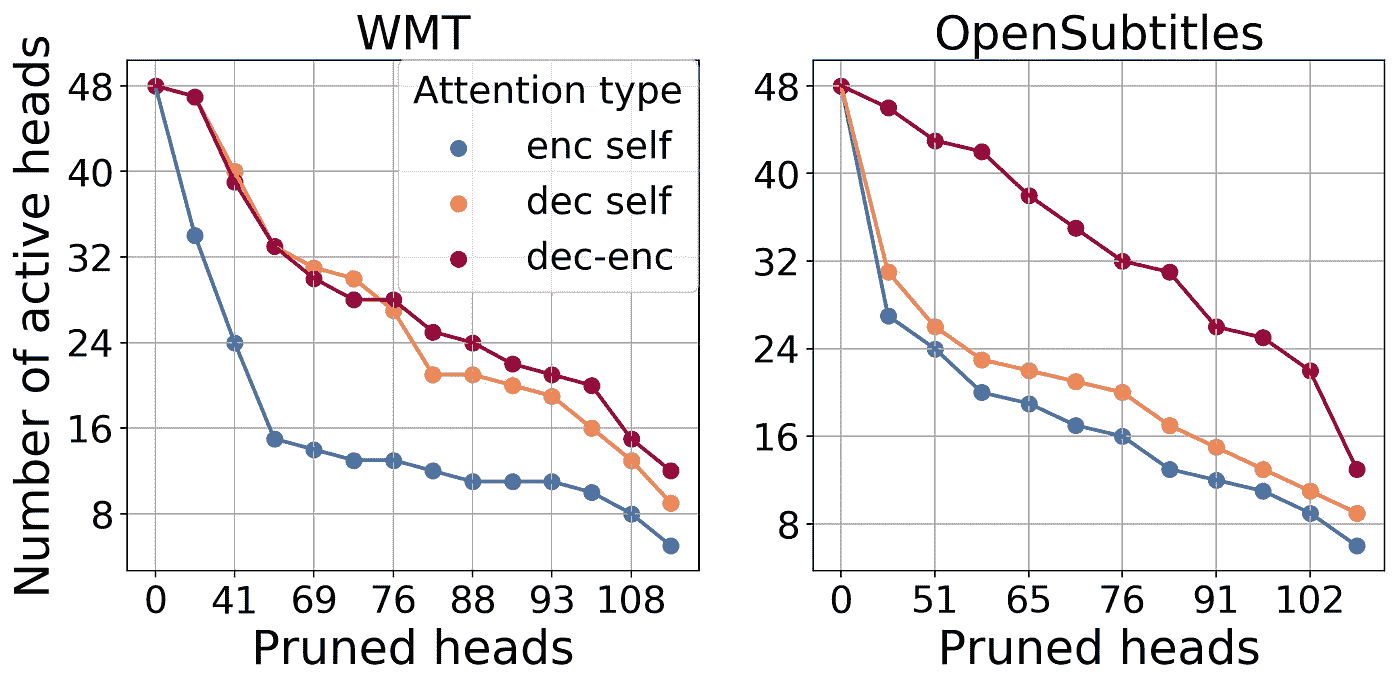 WMT
Number of active heads
48
40
32
24
16
8
Attention type
enc self
dec self
dec-enc
0 41 69 76 88 93 108
Pruned heads
OpenSubtitles
48
40
32
24
16
8
0 51 65 76 91 102
Pruned heads